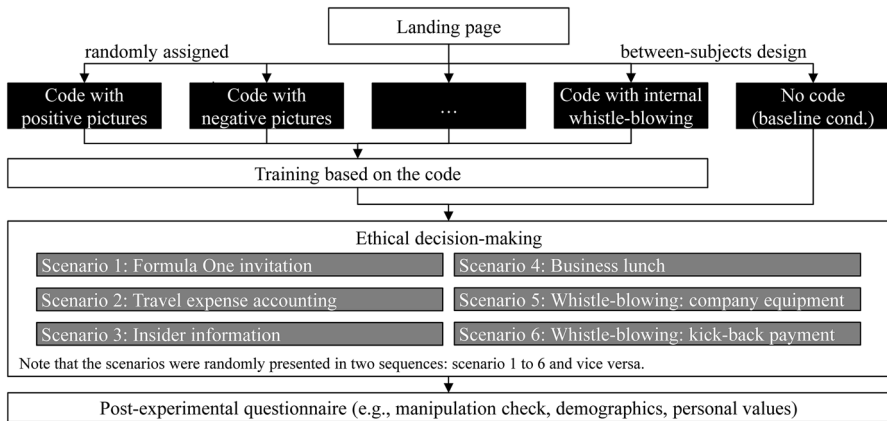 Landing page
randomly assigned
between-subjects design
Code with
positive pictures
Code with
negative pictures
…
Code with internal
whistle-blowing
No code
(baseline cond.)
Training based on the code
Ethical decision-making
Scenario 1: Formula One invitation
Scenario 4: Business lunch
Scenario 2: Travel expense accounting
Scenario 5: Whistle-blowing: company equipment
Scenario 3: Insider information
Scenario 6: Whistle-blowing: kick-back payment
Note that the scenarios were randomly presented in two sequences: scenario 1 to 6 and vice versa.
Post-experimental questionnaire (e.g., manipulation check, demographics, personal values)